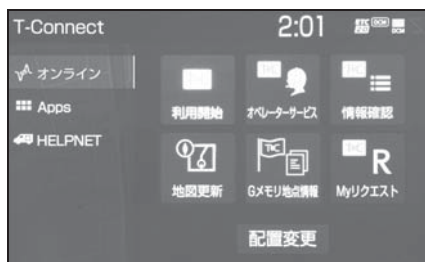 T-Connect
2:01
オンライン
Apps
HELPNET
利用開始
オペレーターサービス
情報確認
地図更新
Gメモリ地点情報
Myリクエスト
配置変更